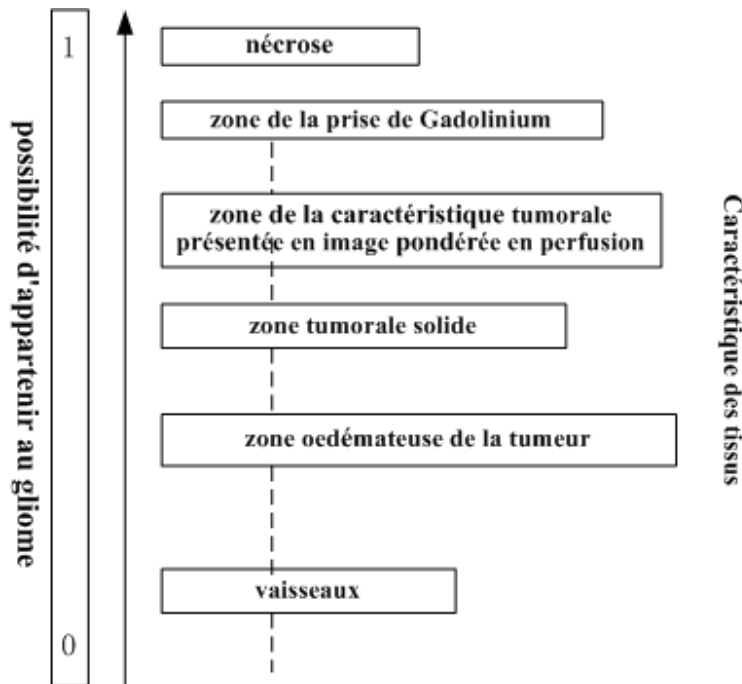 1
possibilité d'appartenir au gliome
0
nécrose
zone de la prise de Gadolinium
zone de la caractéristique tumorale
présentée en image pondérée en perfusion
zone tumorale solide
zone oedémateuse de la tumeur
vaisseaux
Caractéristique des tissus